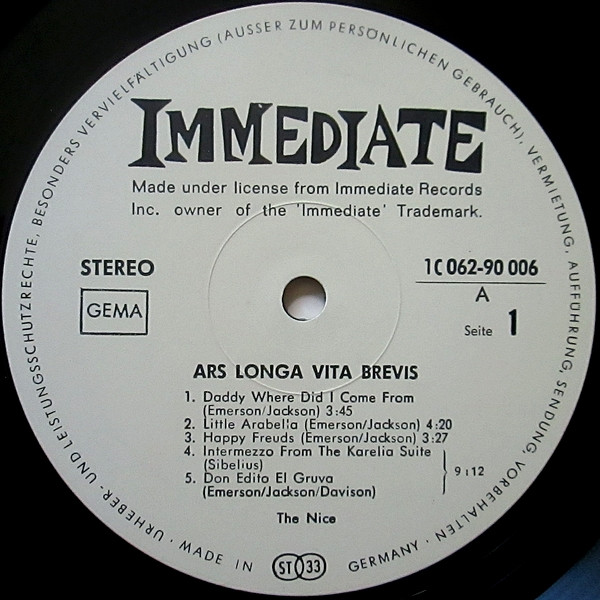 URHEBER- UND LEISTUNGSSCHUTZRECHTE, BESONDERS VERVIELFÄLTIGUNG (AUSSER ZUM PERSÖNLICHEN GEBRAUCH), VERMIETUNG, AUFFÜHRUNG, SENDUNG, VORBEHALTEN ·
IMMEDIATE
Made under license from Immediate Records
Inc. owner of the 'Immediate' Trademark.
STEREO
GEMA
1C 062-90 006
A
Seite 1
ARS LONGA VITA BREVIS
1. Daddy Where Did I Come From
(Emerson/Jackson) 3:45
2. Little Arabella (Emerson/Jackson) 4:20
3. Happy Freuds (Emerson/Jackson) 3:27
4. Intermezzo From The Karelia Suite
(Sibelius)
5. Don Edito El Gruva
(Emerson/Jackson/Davison)
9:12
The Nice
· MADE IN GERMANY ·
ST 33